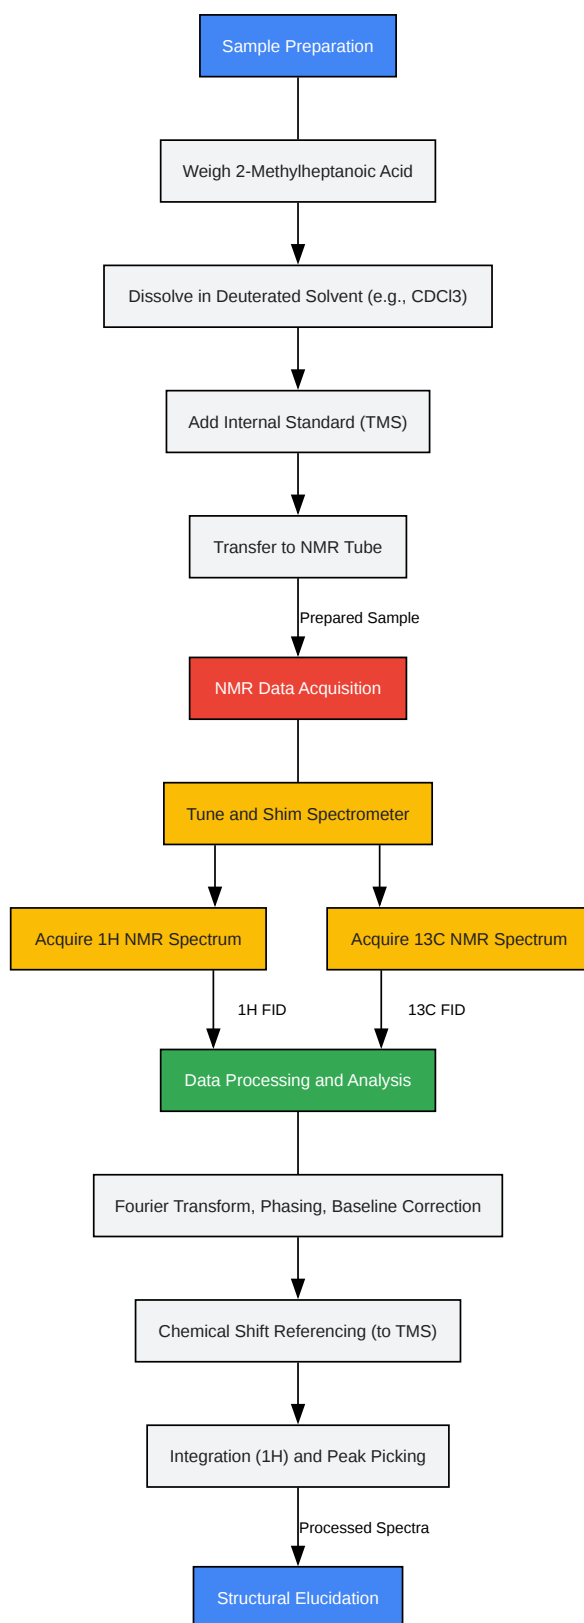 Sample Preparation
Weigh 2-Methylheptanoic Acid
Dissolve in Deuterated Solvent (e.g., CDCl3)
Add Internal Standard (TMS)
Transfer to NMR Tube
Prepared Sample
NMR Data Acquisition
Tune and Shim Spectrometer
Acquire 1H NMR Spectrum
Acquire 13C NMR Spectrum
1H FID
13C FID
Data Processing and Analysis
Fourier Transform, Phasing, Baseline Correction
Chemical Shift Referencing (to TMS)
Integration (1H) and Peak Picking
Processed Spectra
Structural Elucidation